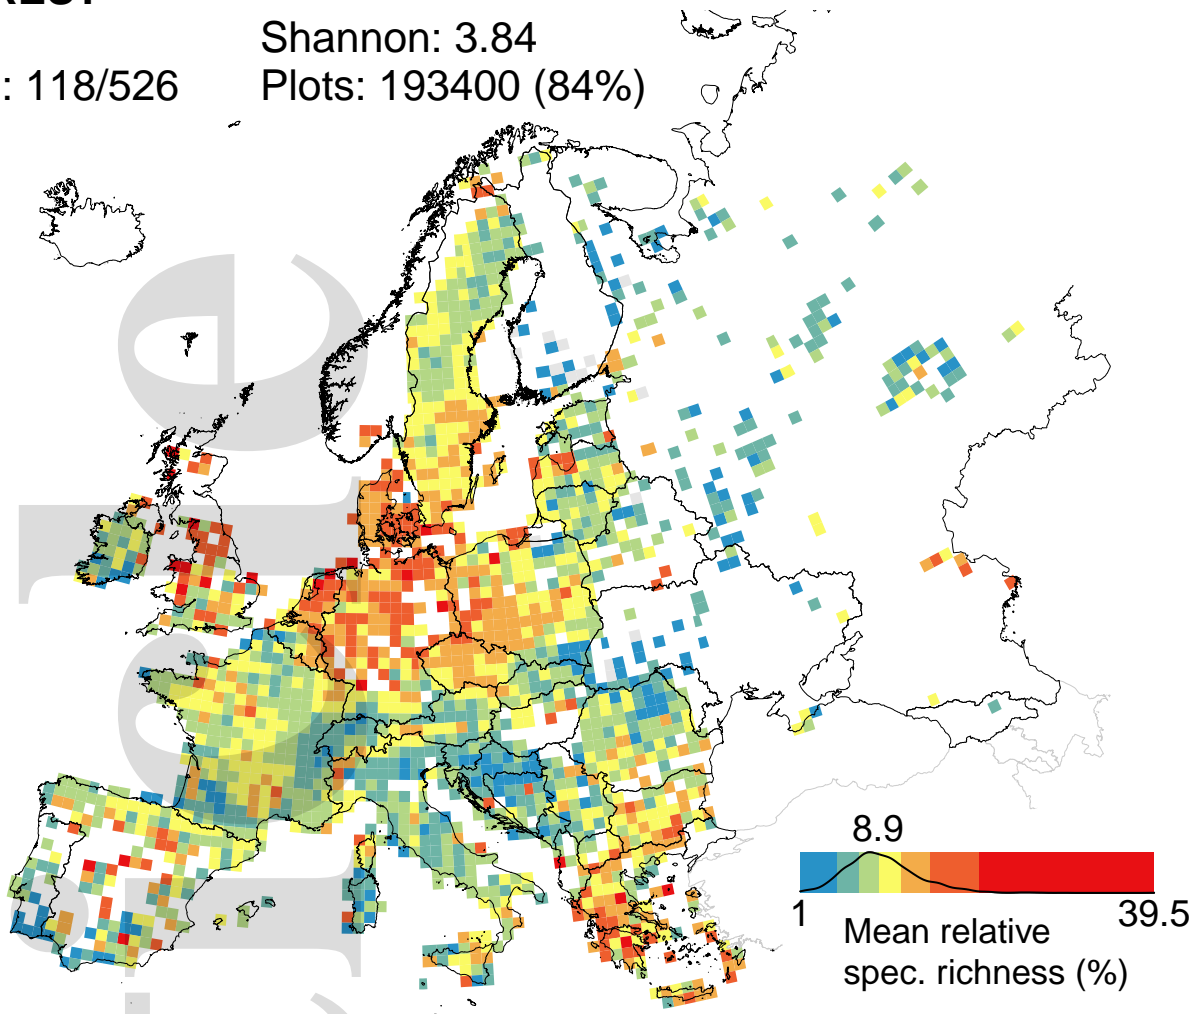 Shannon: 3.84
: 118/526
Plots: 193400 (84%)
8.9
1
39.5
Mean relative
spec. richness (%)